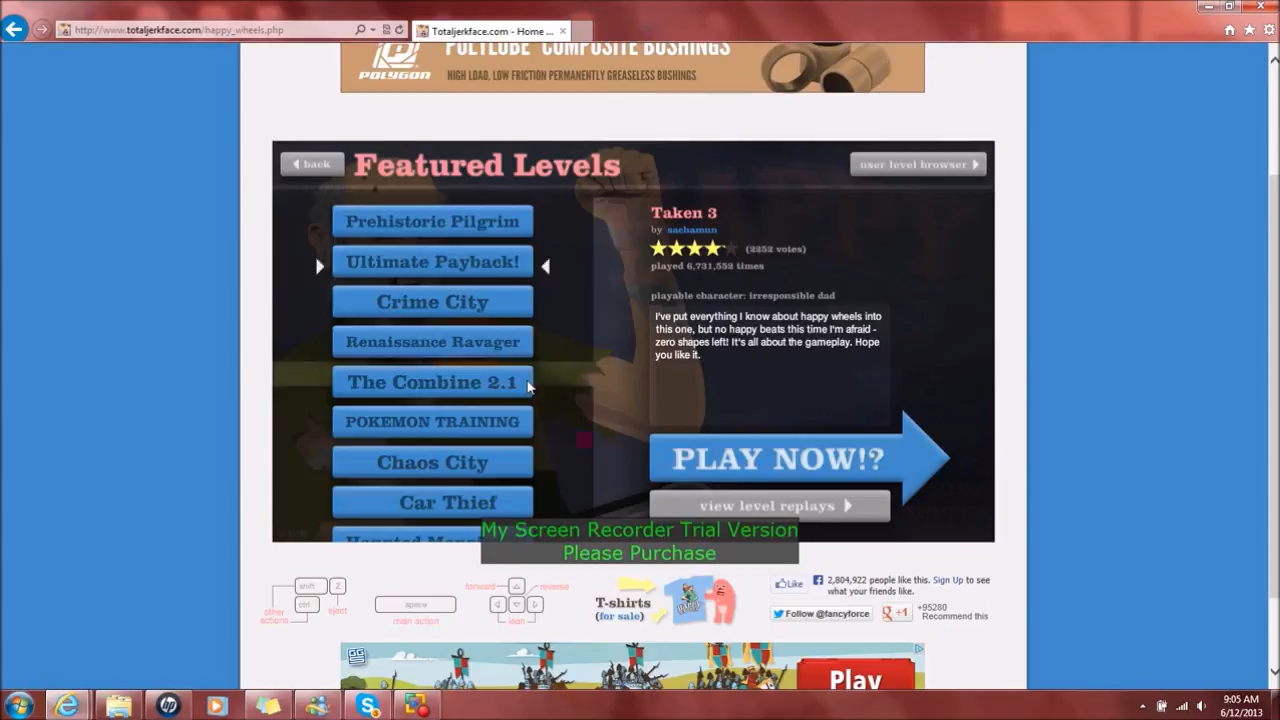 http://www.totaljerkface.com/happy_wheels.php
Totaljerkface.com - Home ...
POLYLUBE® COMPOSITE BUSHINGS
POLYGON
HIGH LOAD, LOW FRICTION PERMANENTLY GREASELESS BUSHINGS
back
Featured Levels
user level browser
Prehistoric Pilgrim
Ultimate Payback!
Crime City
Renaissance Ravager
The Combine 2.1
POKEMON TRAINING
Chaos City
Car Thief
Taken 3
by sachamun
(2252 votes)
played 6,731,552 times
playable character: irresponsible dad
I've put everything I know about happy wheels into
this one, but no happy beats this time I'm afraid -
zero shapes left! It's all about the gameplay. Hope
you like it.
PLAY NOW!?
view level replays
My Screen Recorder Trial Version
Please Purchase
shift
Z
ctrl
other
actions
eject
space
main action
forward
reverse
lean
T-shirts
(for sale)
Like
2,804,922 people like this. Sign Up to see
what your friends like.
Follow @fancyforce
+1
+95280
Recommend this
Play
9:05 AM
6/12/2013